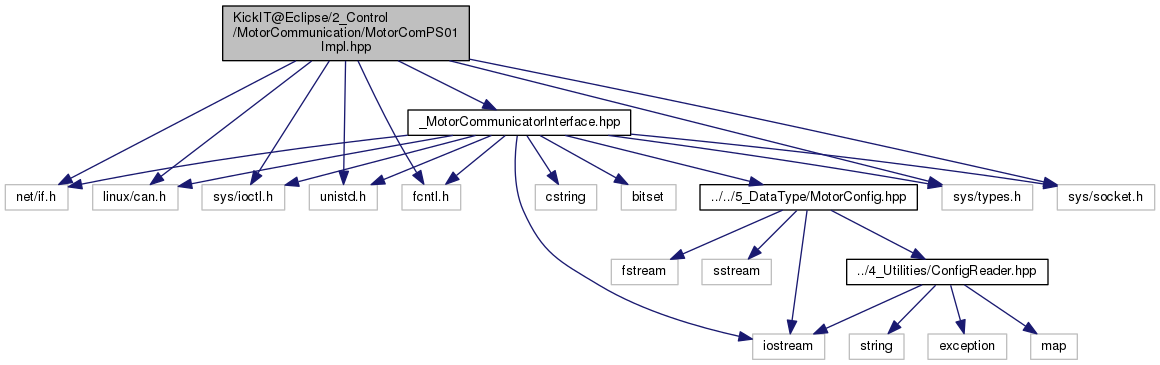 KickIT@Eclipse/2_Control
/MotorCommunication/MotorComPS01
Impl.hpp
_MotorCommunicatorInterface.hpp
net/if.h
linux/can.h
sys/ioctl.h
unistd.h
fcntl.h
cstring
bitset
../../5_DataType/MotorConfig.hpp
sys/types.h
sys/socket.h
fstream
sstream
../4_Utilities/ConfigReader.hpp
iostream
string
exception
map